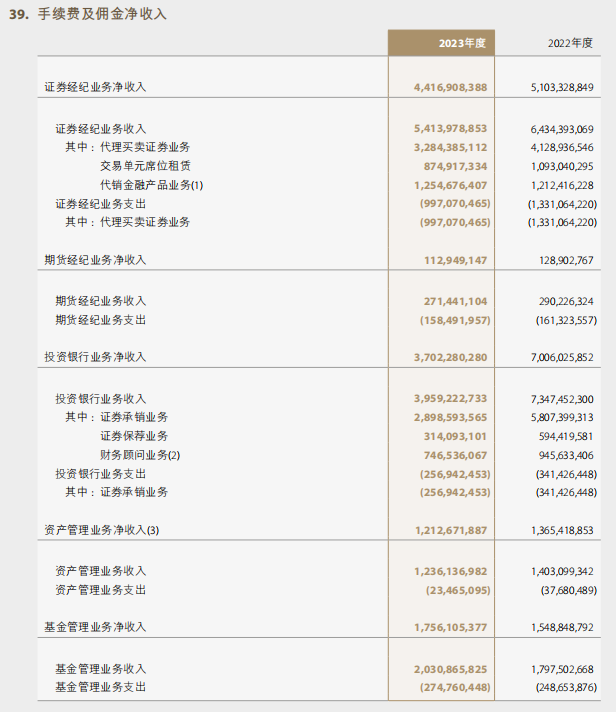 39. 手续费及佣金净收入
2023年度 2022年度
证券经纪业务净收入 4,416,908,388 5,103,328,849
证券经纪业务收入 5,413,978,853 6,434,393,069
其中：代理买卖证券业务 3,284,385,112 4,128,936,546
交易单元席位租赁 874,917,334 1,093,040,295
代销金融产品业务(1) 1,254,676,407 1,212,416,228
证券经纪业务支出 (997,070,465) (1,331,064,220)
其中：代理买卖证券业务 (997,070,465) (1,331,064,220)
期货经纪业务净收入 112,949,147 128,902,767
期货经纪业务收入 271,441,104 290,226,324
期货经纪业务支出 (158,491,957) (161,323,557)
投资银行业务净收入 3,702,280,280 7,006,025,852
投资银行业务收入 3,959,222,733 7,347,452,300
其中：证券承销业务 2,898,593,565 5,807,399,313
证券保荐业务 314,093,101 594,419,581
财务顾问业务(2) 746,536,067 945,633,406
投资银行业务支出 (256,942,453) (341,426,448)
其中：证券承销业务 (256,942,453) (341,426,448)
资产管理业务净收入(3) 1,212,671,887 1,365,418,853
资产管理业务收入 1,236,136,982 1,403,099,342
资产管理业务支出 (23,465,095) (37,680,489)
基金管理业务净收入 1,756,105,377 1,548,848,792
基金管理业务收入 2,030,865,825 1,797,502,668
基金管理业务支出 (274,760,448) (248,653,876)